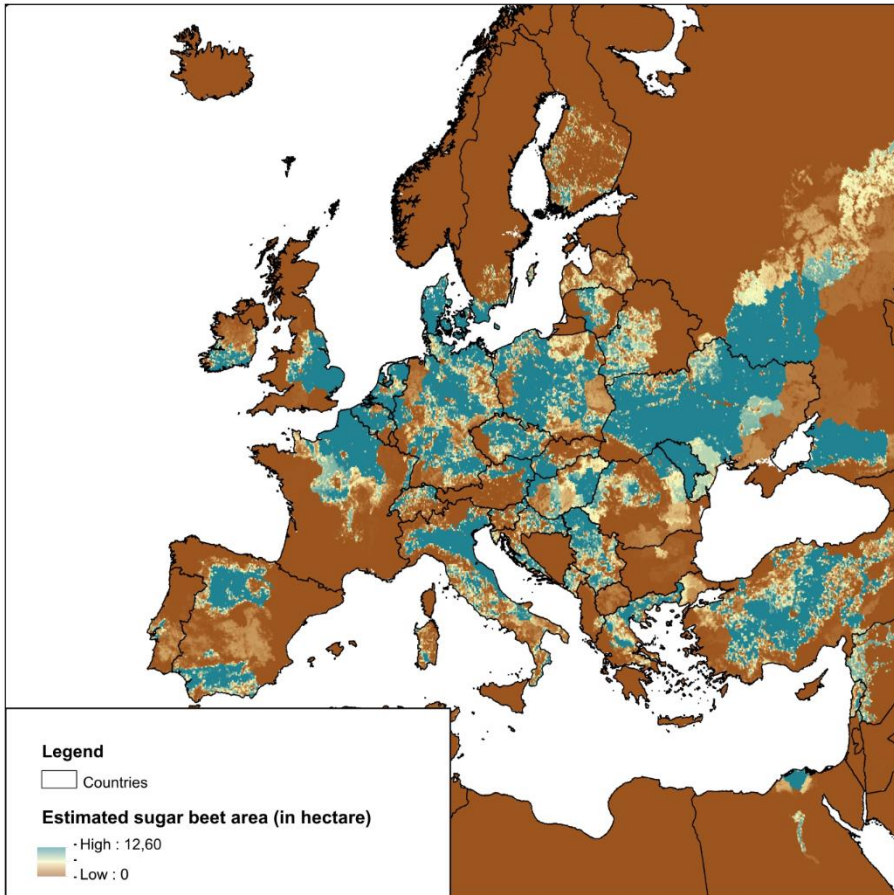 Legend
Countries
Estimated sugar beet area (in hectare)
High : 12,60
Low : 0